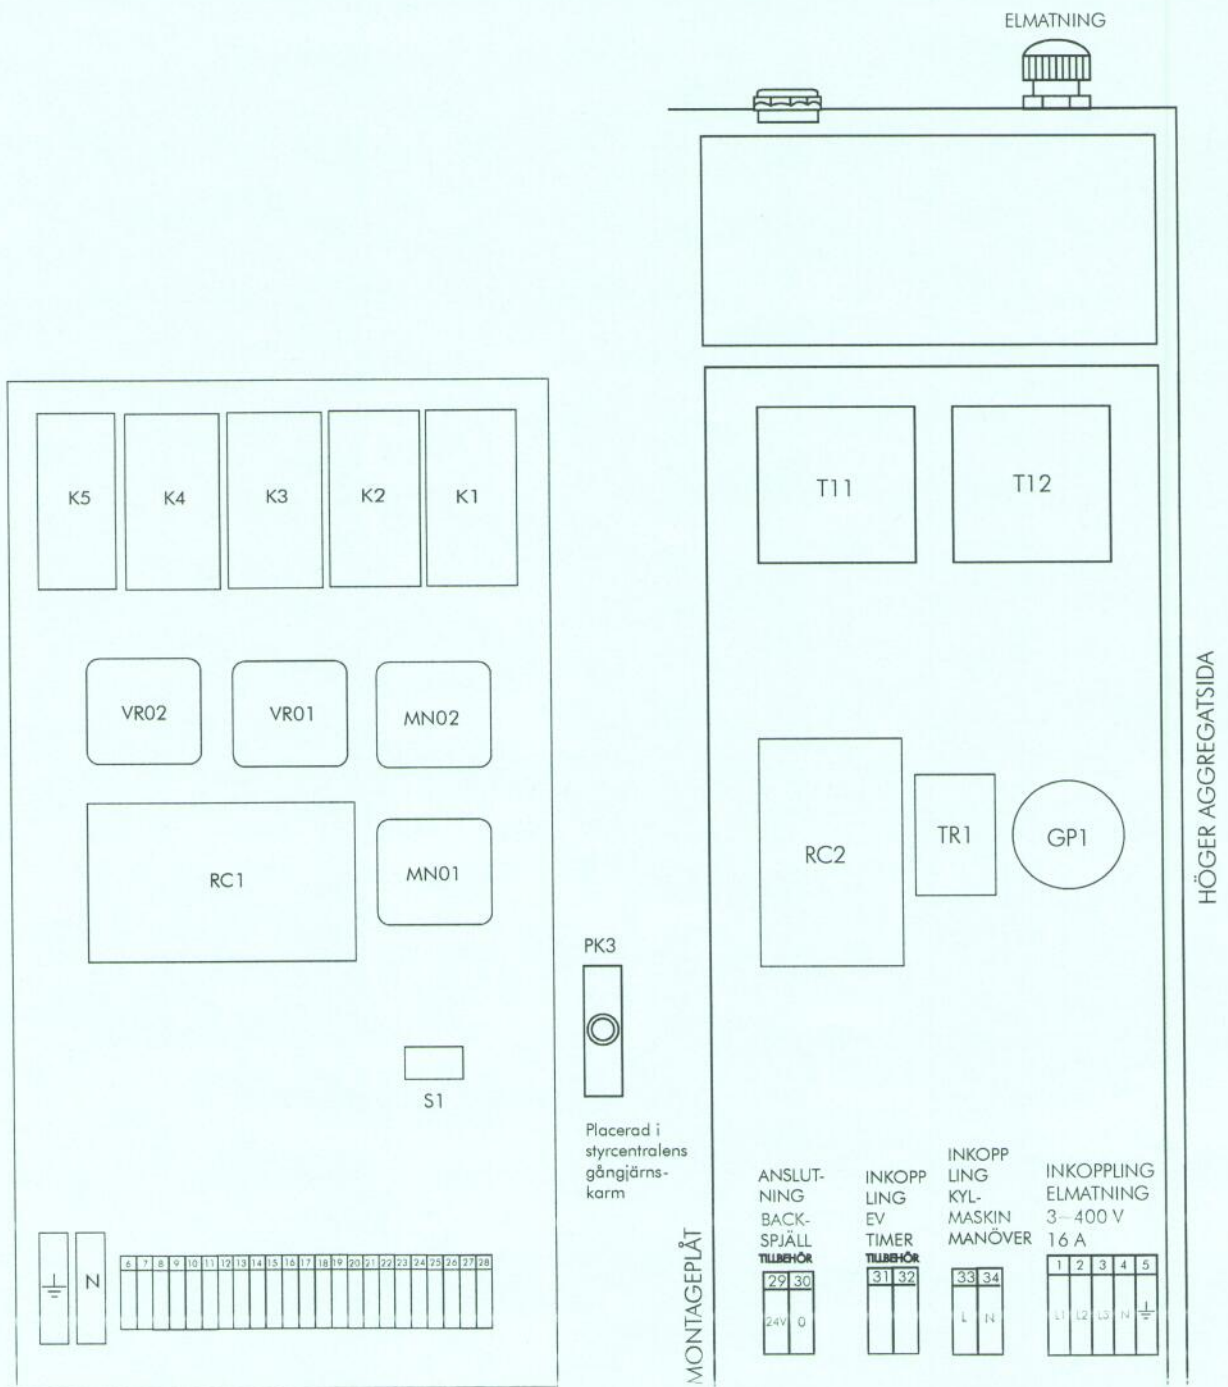 ELMATNING
K5
K4
K3
K2
K1
VR02
VR01
MN02
RC1
MN01
S1
N
6 7 8 9 10 11 12 13 14 15 16 17 18 19 20 21 22 23 24 25 26 27 28
PK3
Placerad i
styrcentralens
gångjärns-
karm
MONTAGEPLÅT
T11
T12
RC2
TR1
GP1
HÖGER AGGREGATSIDA
ANSLUT-
NING
BACK-
SPJÄLL
TILLBEHÖR
29 30
24V 0
INKOPP
LING
EV
TIMER
TILLBEHÖR
31 32
INKOPP
LING
KYL-
MASKIN
MANÖVER
33 34
L N
INKOPPLING
ELMATNING
3~400 V
16 A
1 2 3 4 5
L1 L2 L3 N